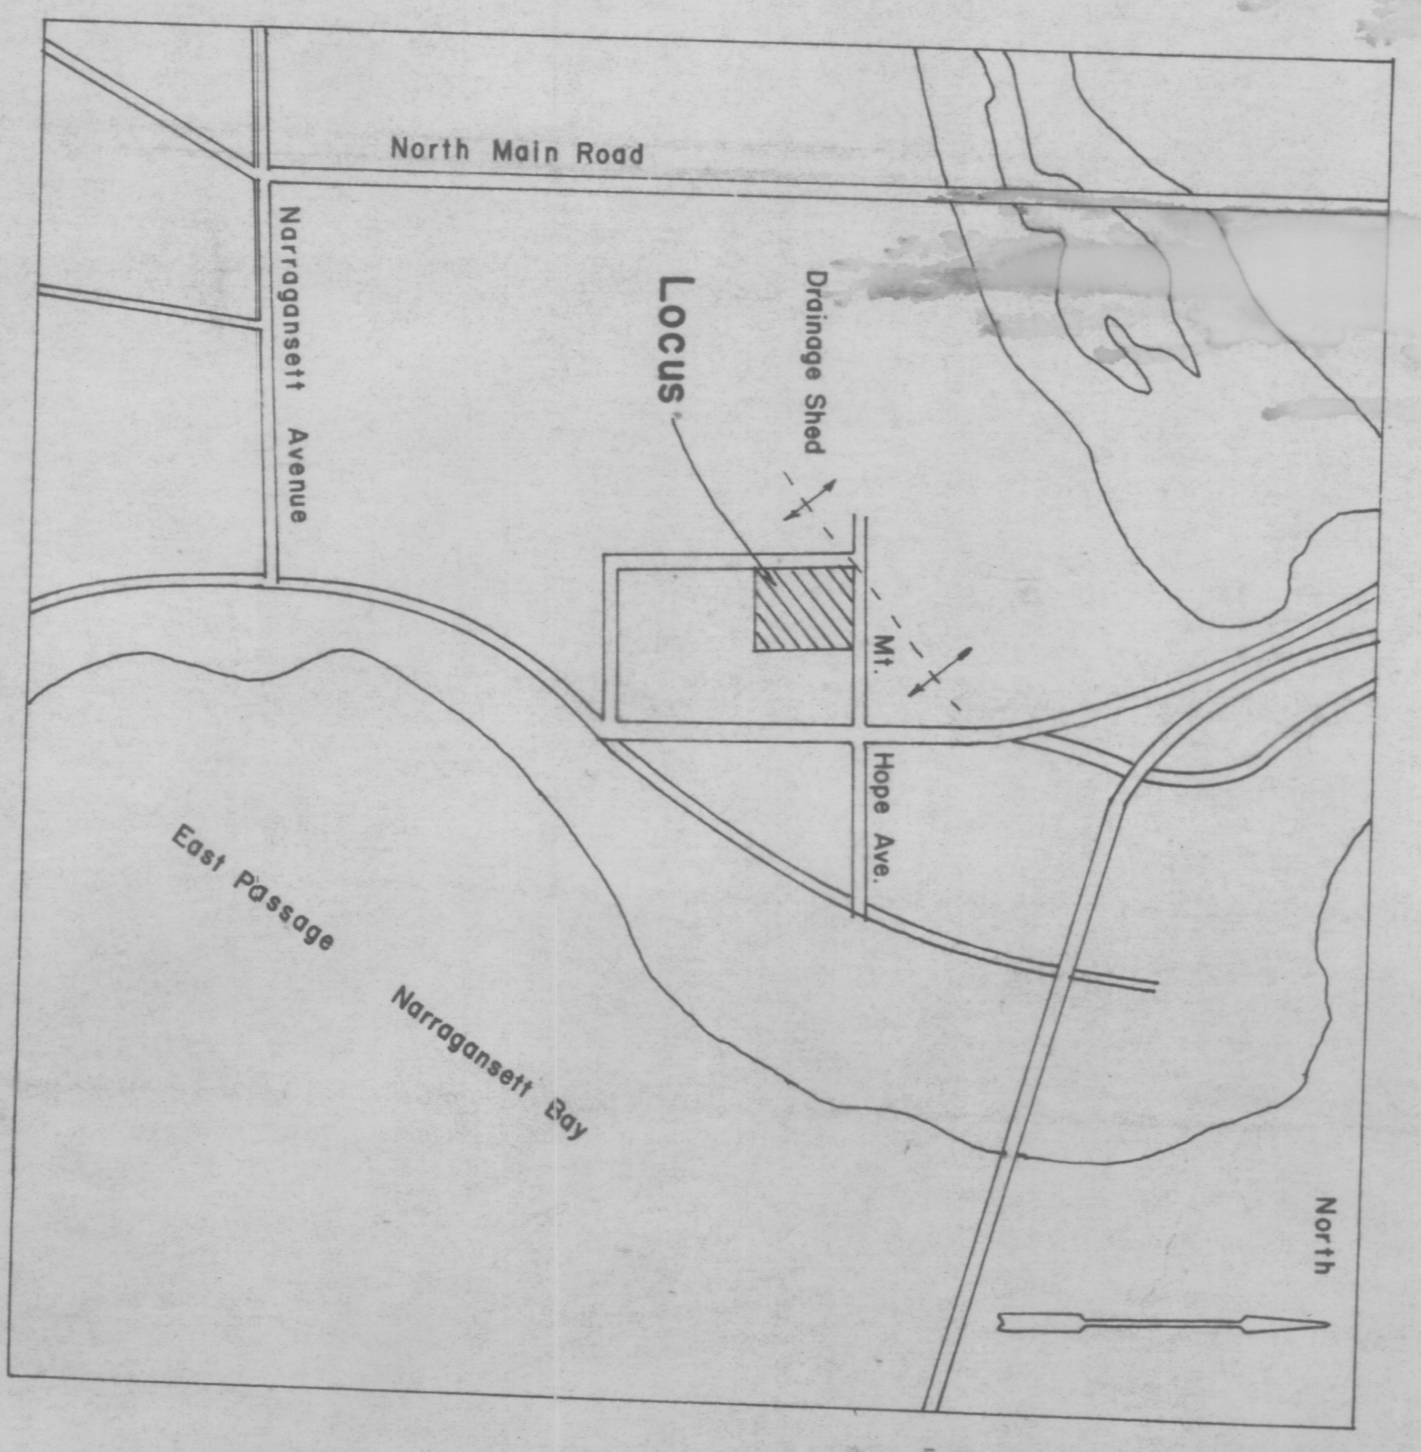 North Main Road
Narragansett Avenue
Locus
Drainage Shed
Mt. Hope Ave.
East Passage
Narragansett Bay
North